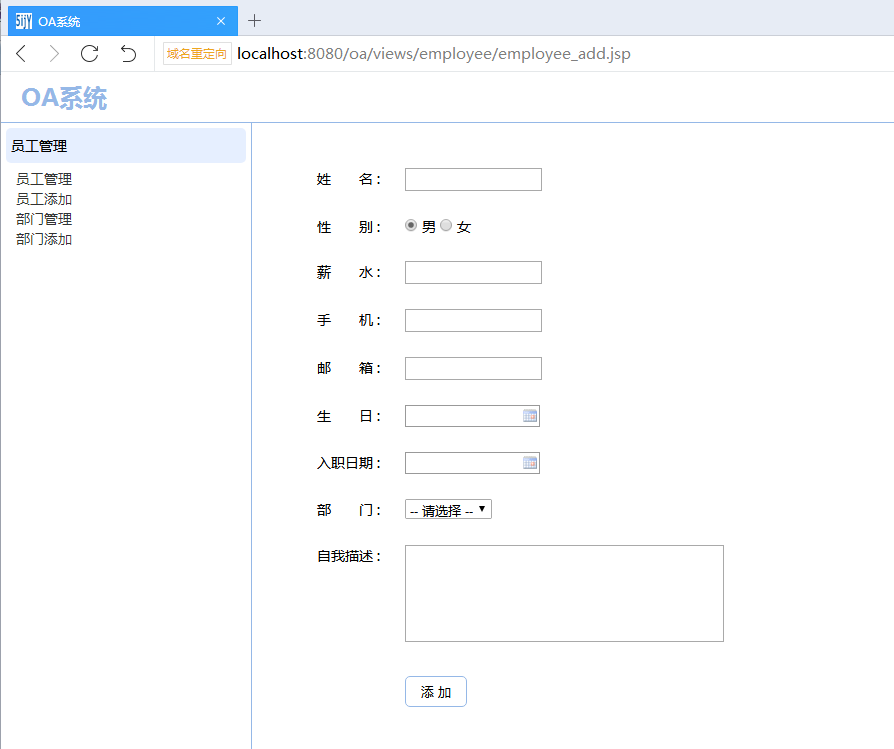 OA系统
域名重定向 localhost:8080/oa/views/employee/employee_add.jsp
OA系统
员工管理
员工管理
员工添加
部门管理
部门添加
姓 名：
性 别： 男 女
薪 水：
手 机：
邮 箱：
生 日：
入职日期：
部 门： -- 请选择 --
自我描述：
添 加